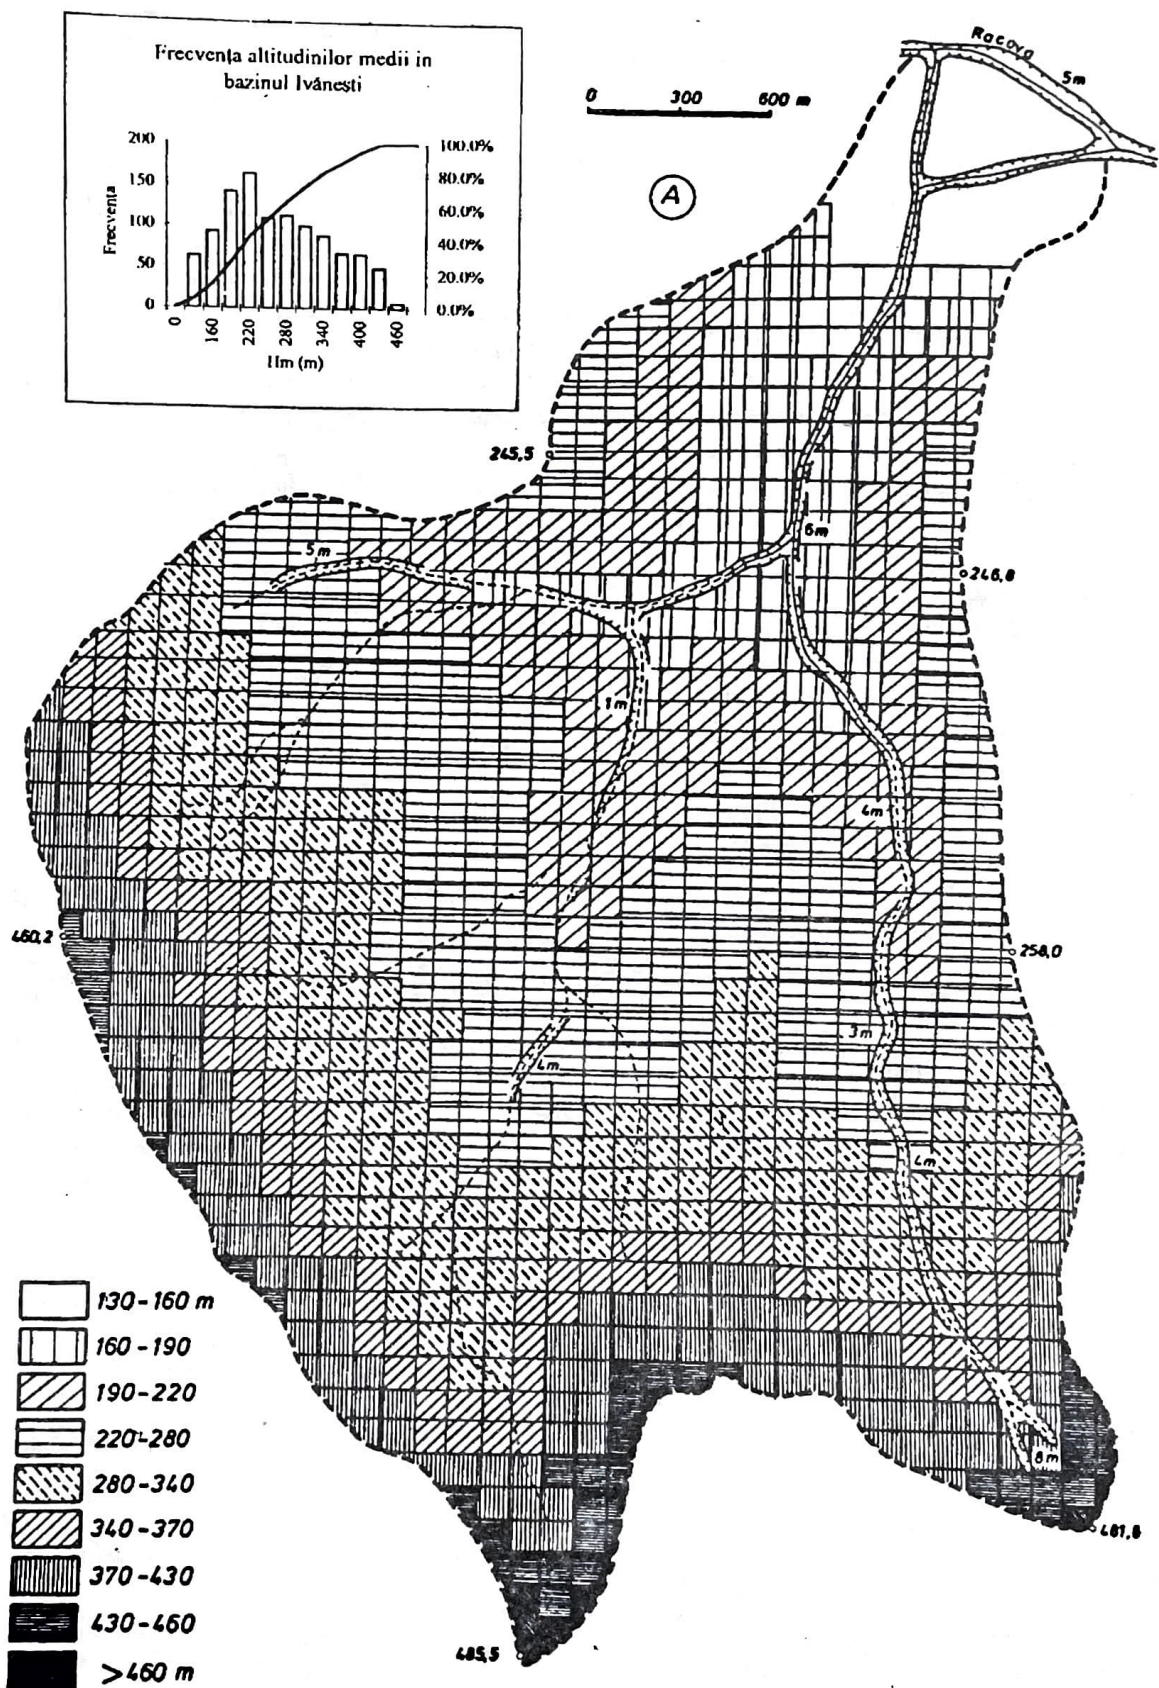 Frecvența altitudinilor medii in
bazinul Ivănești
200
150
100
50
0
Frecventa
100.0%
80.0%
60.0%
40.0%
20.0%
0.0%
0
160
220
280
340
400
460
Hm (m)
0 300 600 m
A
Racova
5m
245,5
6m
246,8
5m
1m
4m
460,2
258,0
3m
4m
4m
8m
481,8
485,5
130-160 m
160-190
190-220
220-280
280-340
340-370
370-430
430-460
>460 m